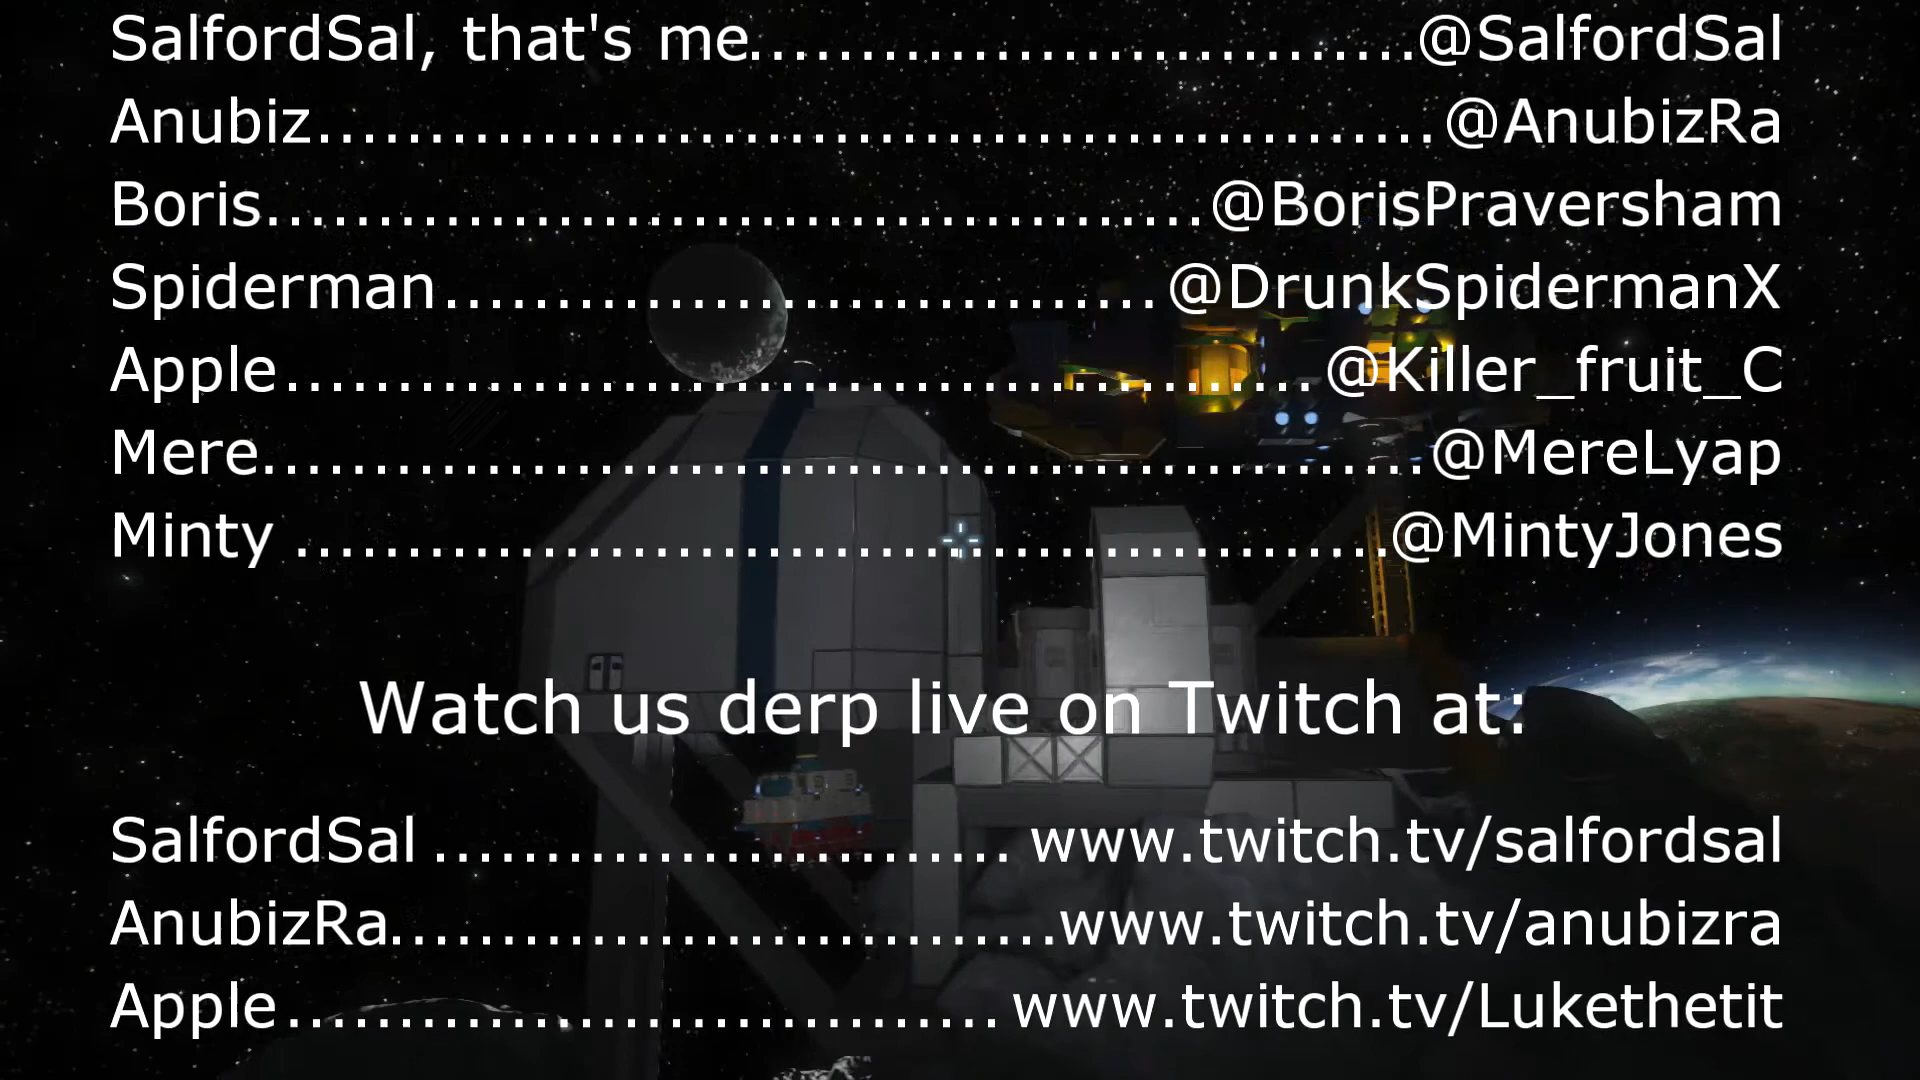 SalfordSal, that's me..............................@SalfordSal
Anubiz................................................@AnubizRa
Boris........................................@BorisPraversham
Spiderman...............................@DrunkSpidermanX
Apple............................................@Killer_fruit_C
Mere..................................................@MereLyap
Minty ...............................................@MintyJones
Watch us derp live on Twitch at:
SalfordSal ......................... www.twitch.tv/salfordsal
AnubizRa.............................www.twitch.tv/anubizra
Apple...............................www.twitch.tv/Lukethetit